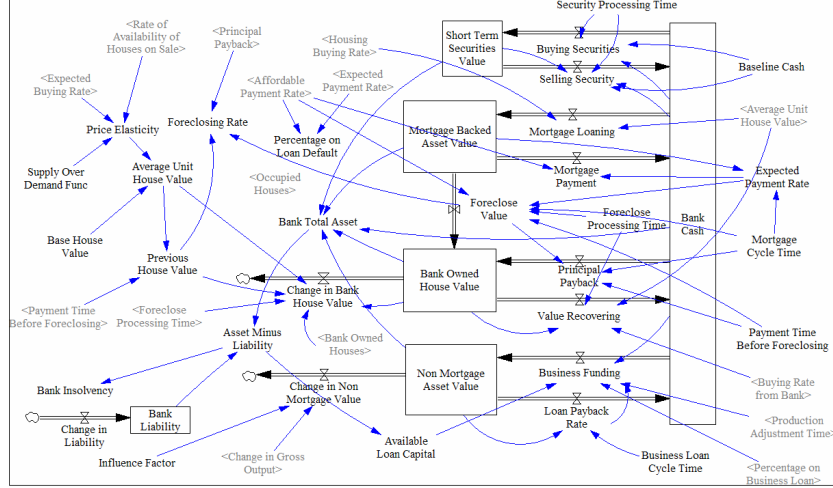 Security Processing Time
<Rate of
Availability of
Houses on Sale>
<Principal
Payback>
<Housing
Buying Rate>
Short Term
Securities
Value
Buying Securities
Selling Security
Baseline Cash
<Expected
Buying Rate>
<Affordable
Payment Rate>
<Expected
Payment Rate>
<Average Unit
House Value>
Price Elasticity
Foreclosing Rate
Percentage on
Loan Default
Mortgage Backed
Asset Value
Mortgage Loaning
Mortgage
Payment
Supply Over
Demand Func
Average Unit
House Value
<Occupied
Houses>
Expected
Payment Rate
Bank Total Asset
Foreclose
Value
Foreclose
Processing Time
Bank
Cash
Base House
Value
Previous
House Value
Mortgage
Cycle Time
Change in Bank
House Value
Bank Owned
House Value
Principal
Payback
Value Recovering
<Payment Time
Before Foreclosing>
<Foreclose
Processing Time>
Asset Minus
Liability
<Bank Owned
Houses>
Payment Time
Before Foreclosing
Bank Insolvency
Change in Non
Mortgage Value
Non Mortgage
Asset Value
Business Funding
<Buying Rate
from Bank>
Change in
Liability
Bank
Liability
Loan Payback
Rate
<Production
Adjustment Time>
Influence Factor
<Change in Gross
Output>
Available
Loan Capital
Business Loan
Cycle Time
<Percentage on
Business Loan>